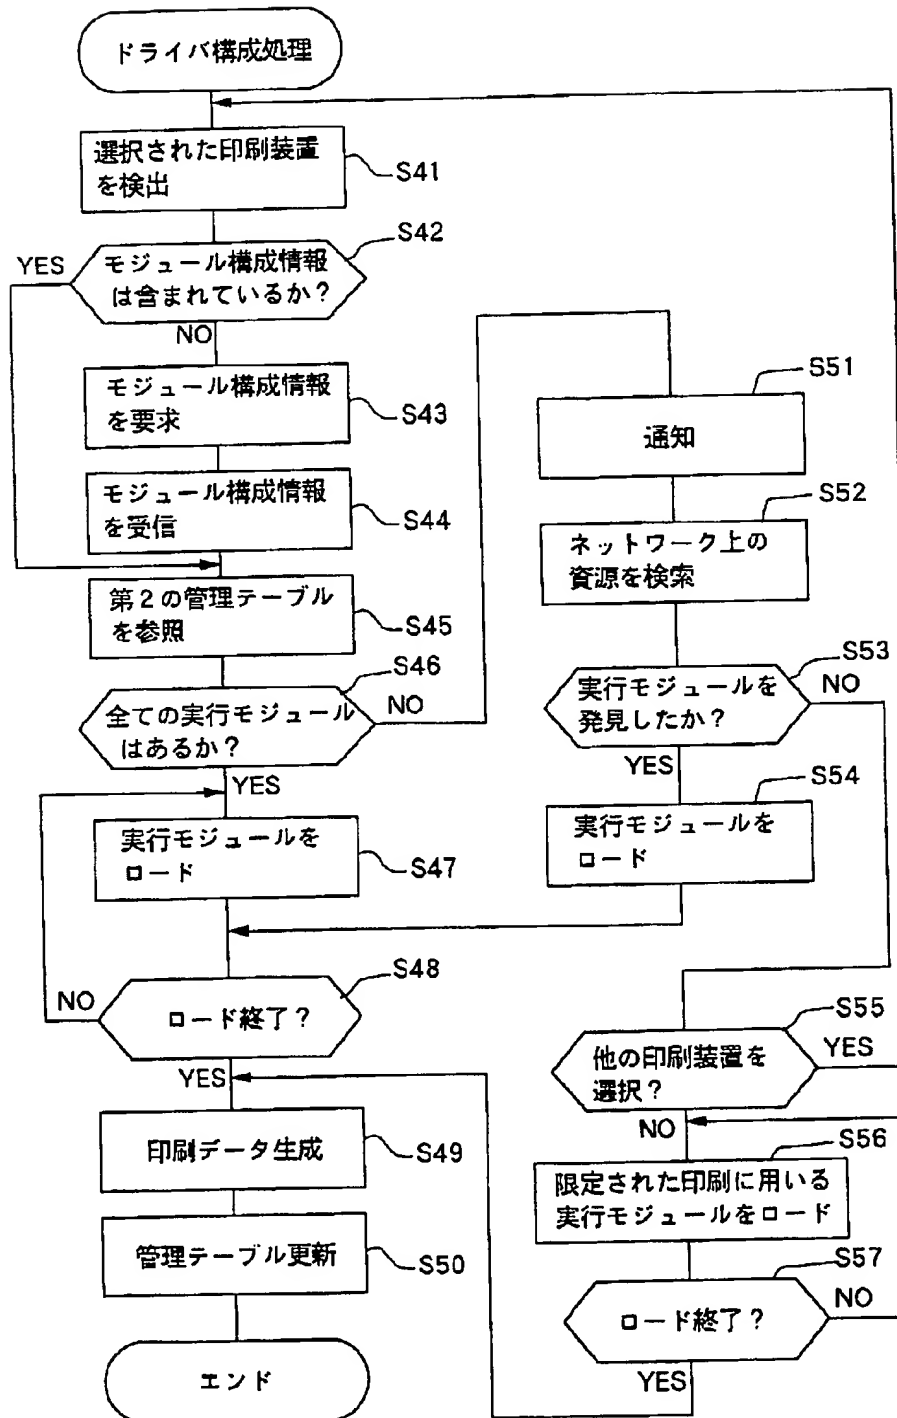 ドライバ構成処理
選択された印刷装置
を検出
S41
S42
YES
モジュール構成情報
は含まれているか？
NO
モジュール構成情報
を要求
S43
モジュール構成情報
を受信
S44
第２の管理テーブル
を参照
S45
S46
全ての実行モジュール
はあるか？
NO
YES
実行モジュールを
ロード
S47
S48
NO
ロード終了？
YES
印刷データ生成
S49
管理テーブル更新
S50
エンド
S51
通知
S52
ネットワーク上の
資源を検索
S53
実行モジュールを
発見したか？
NO
YES
S54
実行モジュールを
ロード
S55
他の印刷装置を
選択？
YES
NO
S56
限定された印刷に用いる
実行モジュールをロード
S57
ロード終了？
NO
YES